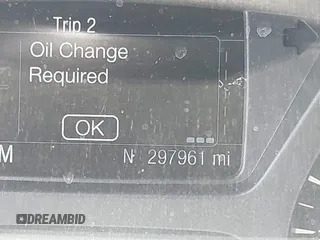 Trip 2
Oil Change
Required
OK
M
N 297961 mi
DREAMBID